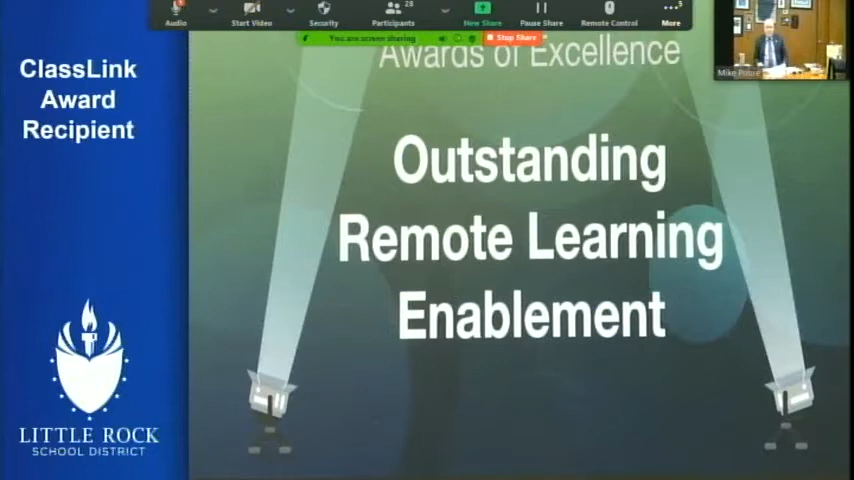 Audio
Start Video
Security
Participants
28
New Share
Pause Share
Remote Control
More
You are screen sharing
Stop Share
ClassLink
Award
Recipient
Awards of Excellence
Outstanding
Remote Learning
Enablement
LITTLE ROCK
SCHOOL DISTRICT